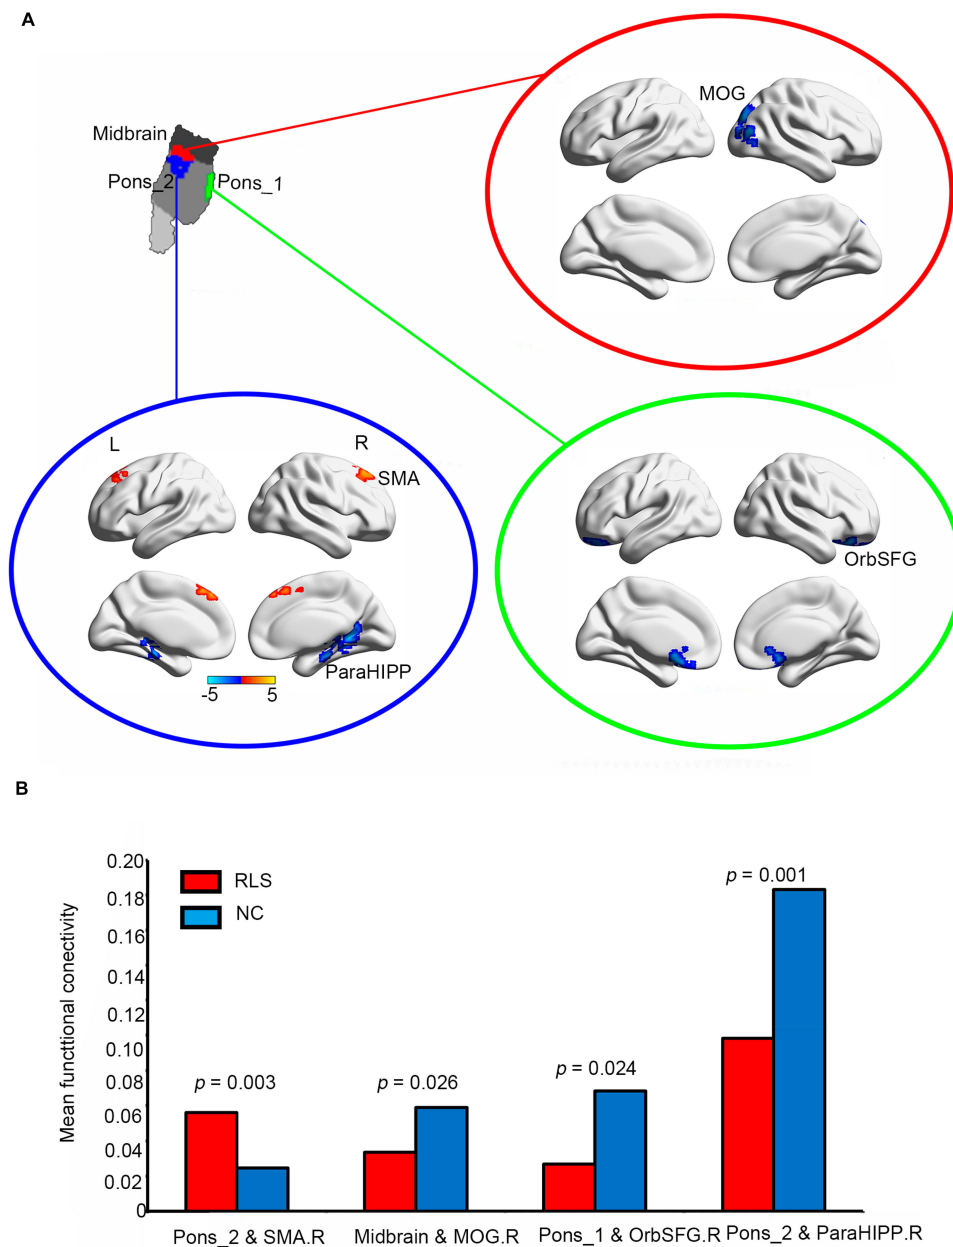 A
MOG
Midbrain
Pons_2
Pons_1
L
R
SMA
OrbSFG
ParaHIPP
-5
5
B
0.20
0.18
0.16
0.14
0.12
0.10
0.08
0.06
0.04
0.02
0
Mean functtional conectivity
RLS
NC
p = 0.003
p = 0.026
p = 0.024
p = 0.001
Pons_2 & SMA.R
Midbrain & MOG.R
Pons_1 & OrbSFG.R
Pons_2 & ParaHIPP.R